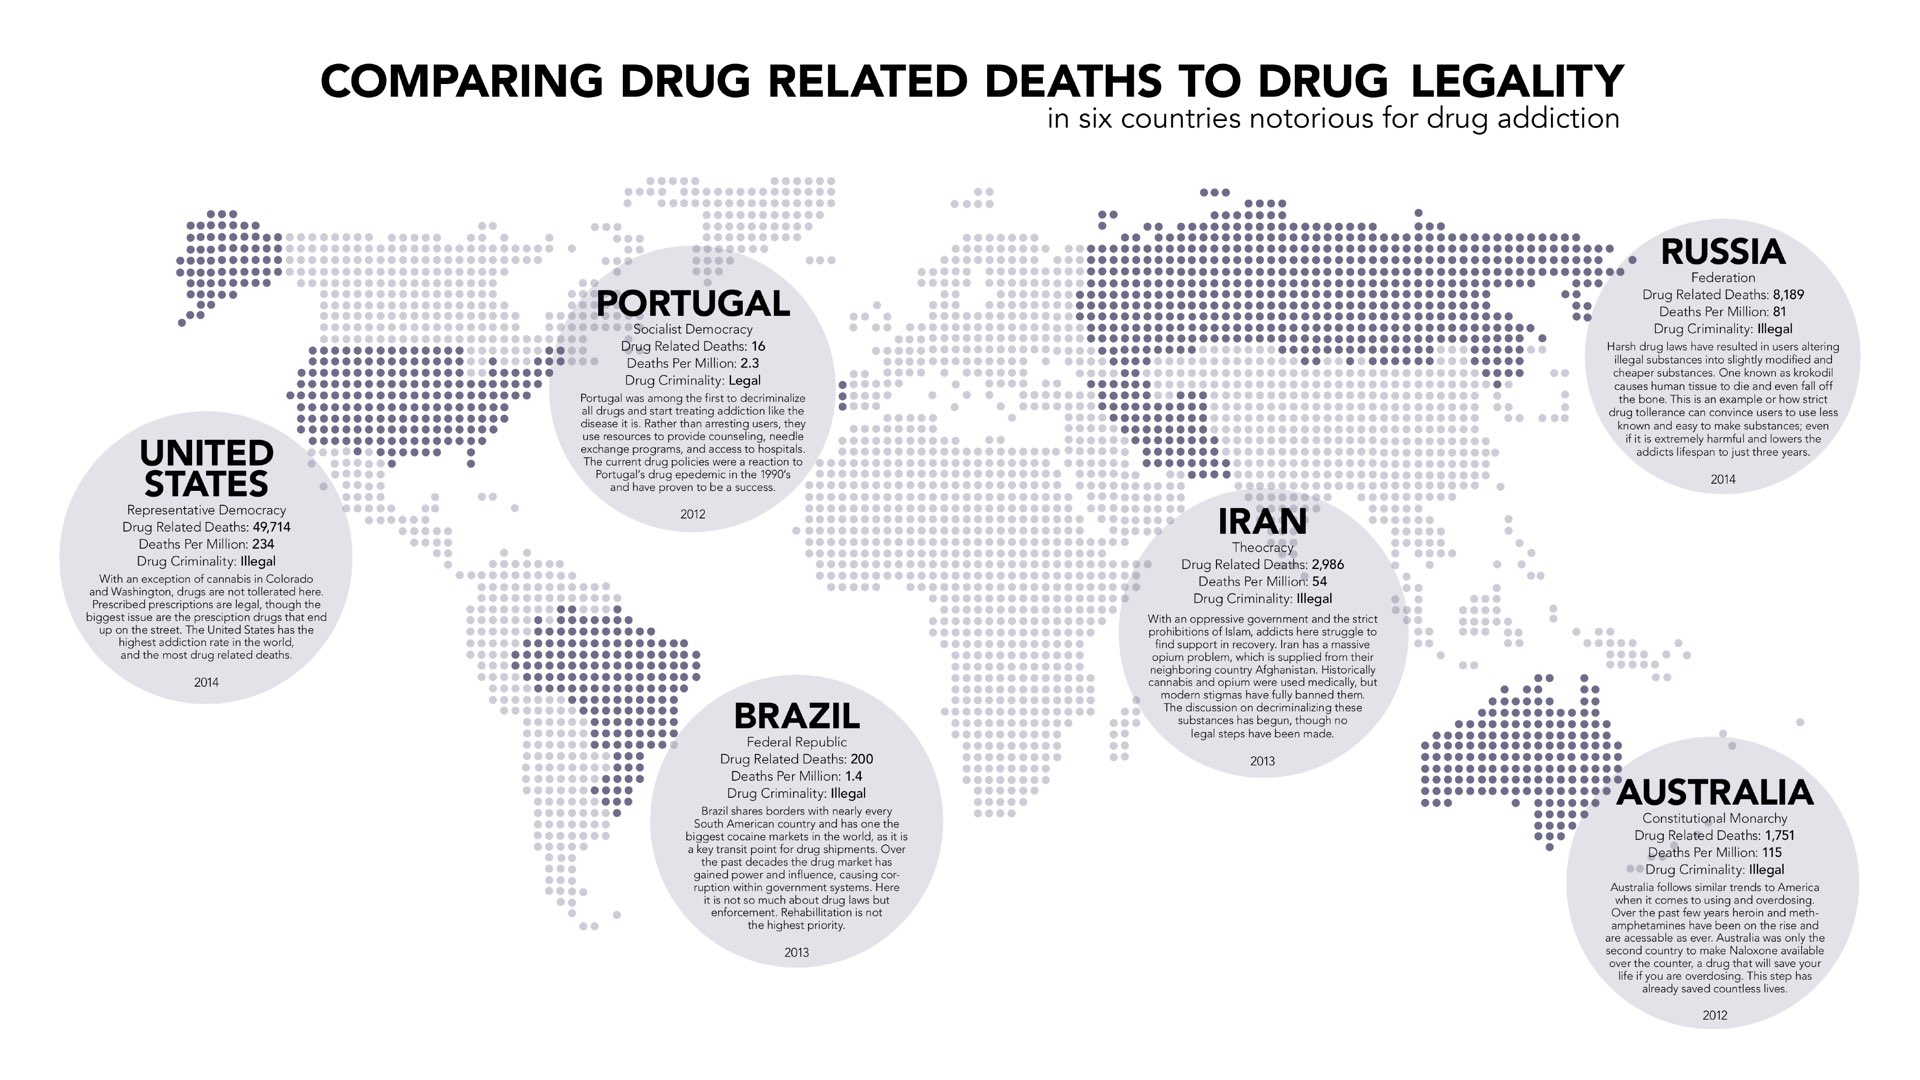 COMPARING DRUG RELATED DEATHS TO DRUG LEGALITY
in six countries notorious for drug addiction
RUSSIA
Federation
Drug Related Deaths: 8,189
Deaths Per Million: 81
Drug Criminality: Illegal
Harsh drug laws have resulted in users altering
illegal substances into slightly modified and
cheaper substances. One known as krokodil
causes human tissue to die and even fall off
the bone. This is an example or how strict
drug tollerance can convince users to use less
known and easy to make substances; even
if it is extremely harmful and lowers the
addicts lifespan to just three years.
2014
PORTUGAL
Socialist Democracy
Drug Related Deaths: 16
Deaths Per Million: 2.3
Drug Criminality: Legal
Portugal was among the first to decriminalize
all drugs and start treating addiction like the
disease it is. Rather than arresting users, they
use resources to provide counseling, needle
exchange programs, and access to hospitals.
The current drug policies were a reaction to
Portugal's drug epedemic in the 1990's
and have proven to be a success.
2012
UNITED
STATES
Representative Democracy
Drug Related Deaths: 49,714
Deaths Per Million: 234
Drug Criminality: Illegal
With an exception of cannabis in Colorado
and Washington, drugs are not tollerated here.
Prescribed prescriptions are legal, though the
biggest issue are the presciption drugs that end
up on the street. The United States has the
highest addiction rate in the world,
and the most drug related deaths.
2014
IRAN
Theocracy
Drug Related Deaths: 2,986
Deaths Per Million: 54
Drug Criminality: Illegal
With an oppressive government and the strict
prohibitions of Islam, addicts here struggle to
find support in recovery. Iran has a massive
opium problem, which is supplied from their
neighboring country Afghanistan. Historically
cannabis and opium were used medically, but
modern stigmas have fully banned them.
The discussion on decriminalizing these
substances has begun, though no
legal steps have been made.
2013
BRAZIL
Federal Republic
Drug Related Deaths: 200
Deaths Per Million: 1.4
Drug Criminality: Illegal
Brazil shares borders with nearly every
South American country and has one the
biggest cocaine markets in the world, as it is
a key transit point for drug shipments. Over
the past decades the drug market has
gained power and influence, causing cor-
ruption within government systems. Here
it is not so much about drug laws but
enforcement. Rehabillitation is not
the highest priority.
2013
AUSTRALIA
Constitutional Monarchy
Drug Related Deaths: 1,751
Deaths Per Million: 115
Drug Criminality: Illegal
Australia follows similar trends to America
when it comes to using and overdosing.
Over the past few years heroin and meth-
amphetamines have been on the rise and
are acessable as ever. Australia was only the
second country to make Naloxone available
over the counter, a drug that will save your
life if you are overdosing. This step has
already saved countless lives.
2012